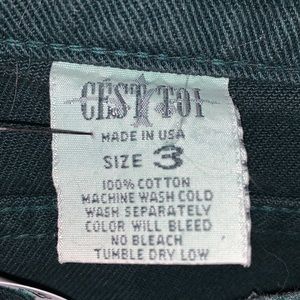 C'EST TOI
MADE IN USA
SIZE 3
100% COTTON
MACHINE WASH COLD
WASH SEPARATELY
COLOR WILL BLEED
NO BLEACH
TUMBLE DRY LOW